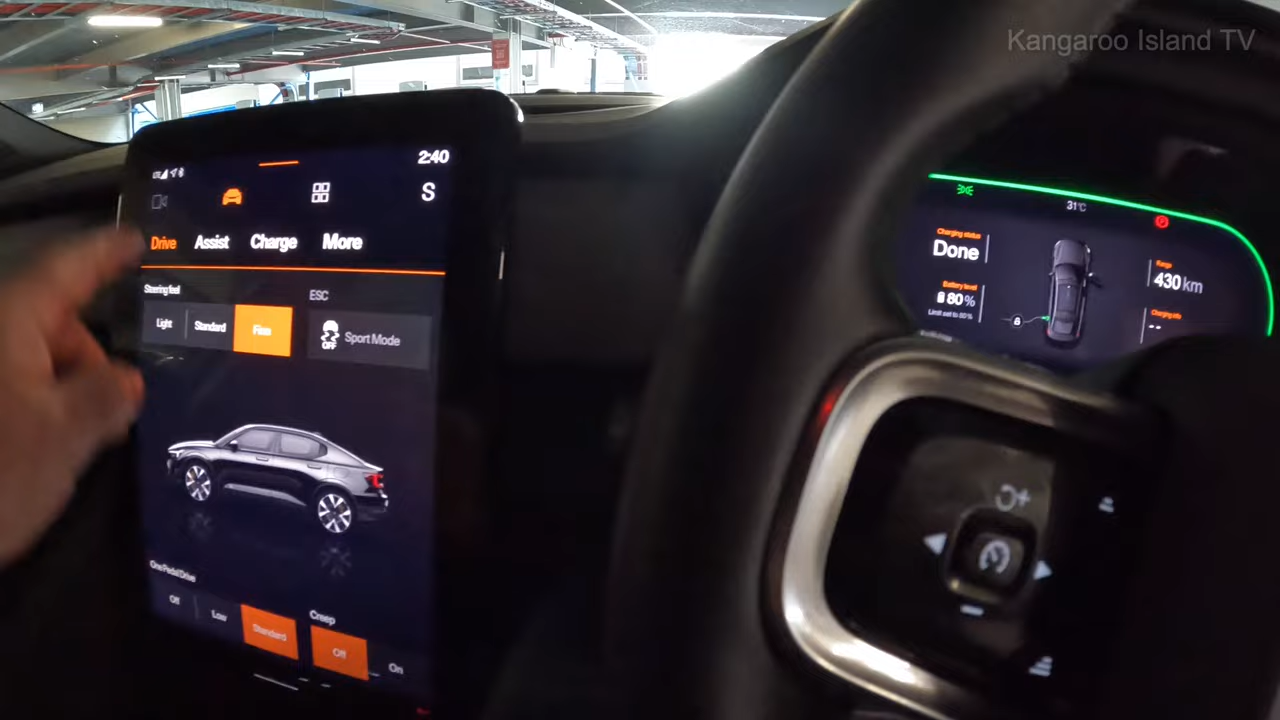 Kangaroo Island TV
LTE
2:40
S
Drive Assist Charge More
Steering feel
Light Standard Firm
ESC
OFF Sport Mode
One Pedal Drive
Off Low Standard
Creep
Off On
31°C
Charging status
Done
Battery level
80%
Limit set to 80%
Range
430 km
Charging info
--